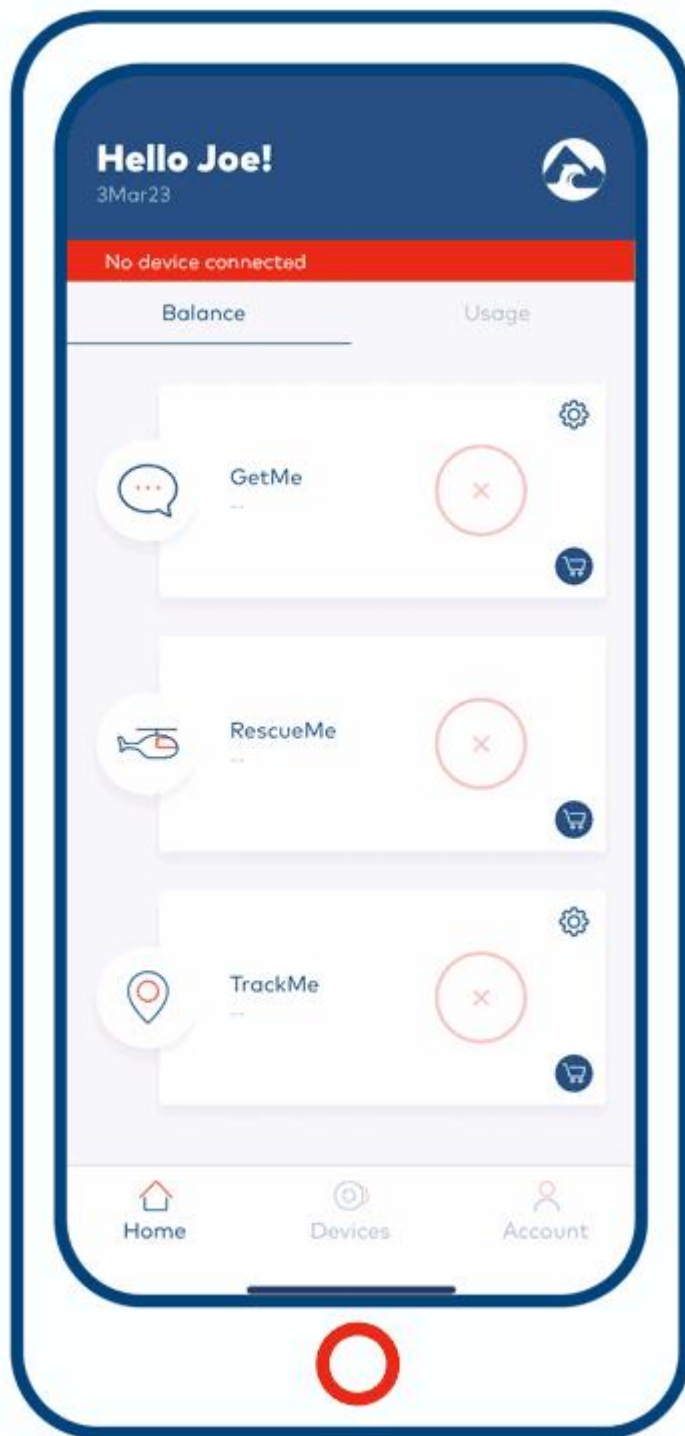 Hello Joe!
3Mar23
No device connected
Balance
Usage
GetMe
--
RescueMe
--
TrackMe
--
Home
Devices
Account